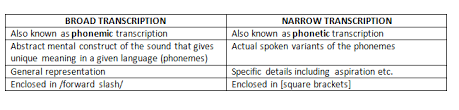 BROAD TRANSCRIPTION
NARROW TRANSCRIPTION
Also known as phonemic transcription
Also known as phonetic transcription
Abstract mental construct of the sound that gives
unique meaning in a given language (phonemes)
Actual spoken variants of the phonemes
General representation
Specific details including aspiration etc.
Enclosed in /forward slash/
Enclosed in [square brackets]